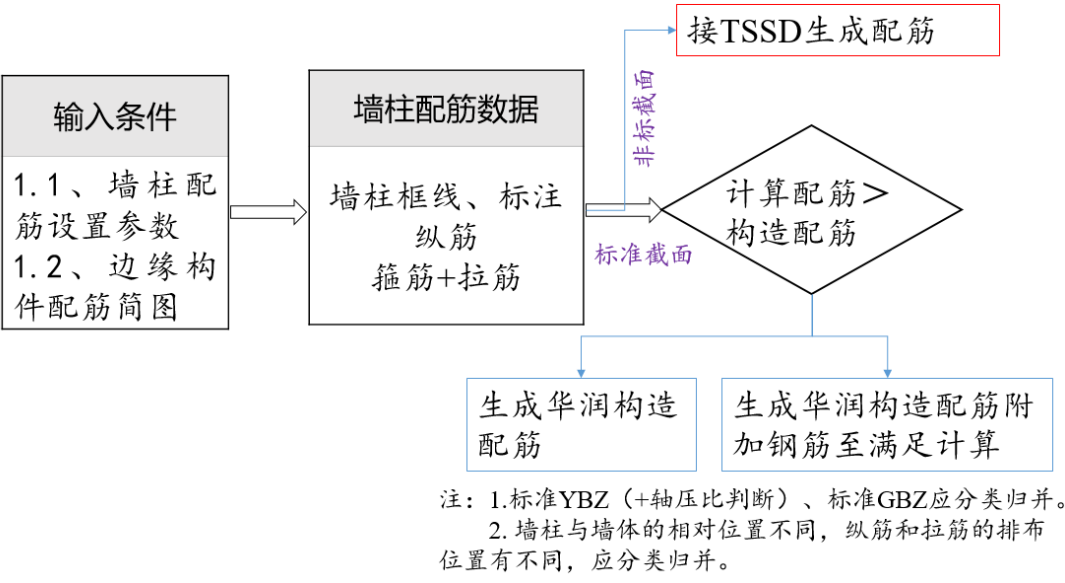 接TSSD生成配筋
输入条件
1.1、墙柱配
筋设置参数
1.2、边缘构
件配筋简图
墙柱配筋数据
墙柱框线、标注
纵筋
箍筋+拉筋
非标截面
标准截面
计算配筋＞
构造配筋
生成华润构造
配筋
生成华润构造配筋附
加钢筋至满足计算
注：1.标准YBZ（+轴压比判断）、标准GBZ应分类归并。
2. 墙柱与墙体的相对位置不同，纵筋和拉筋的排布
位置有不同，应分类归并。